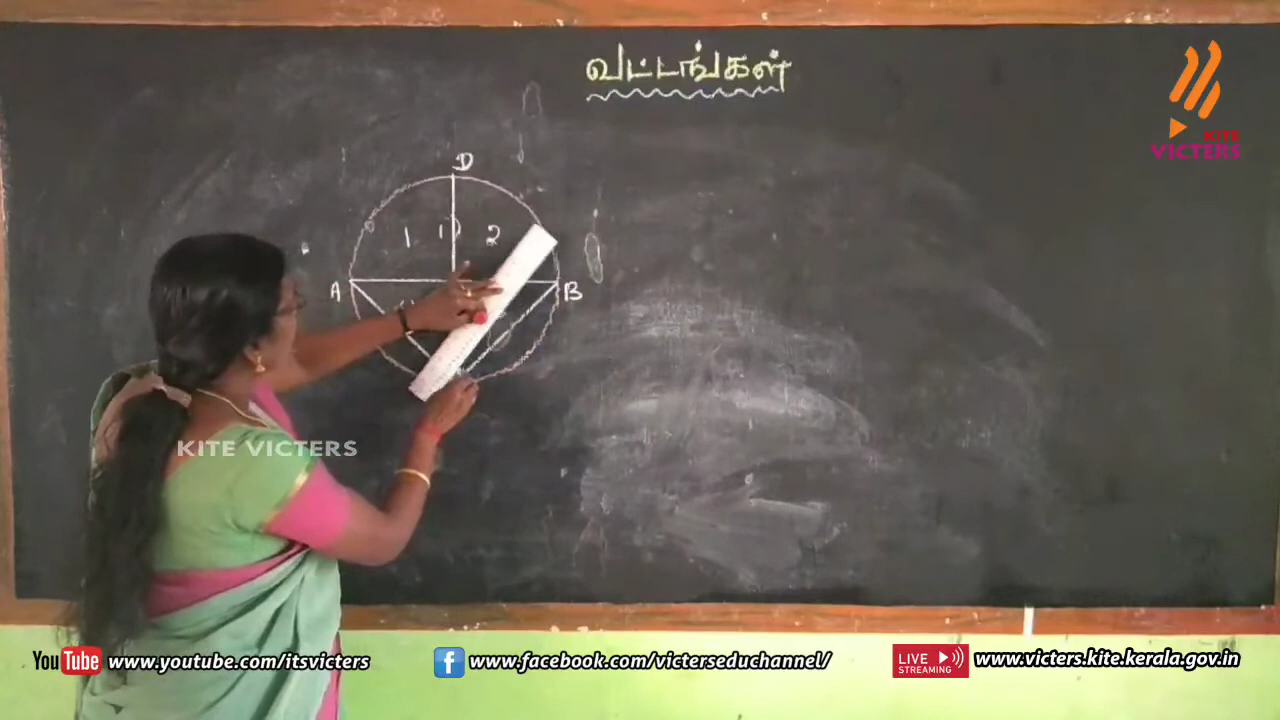 வட்டங்கள்
KITE
VICTERS
D
1 1 2
A
B
KITE VICTERS
YouTube www.youtube.com/itsvicters
f www.facebook.com/victerseduchannel/
LIVE
STREAMING
www.victers.kite.kerala.gov.in